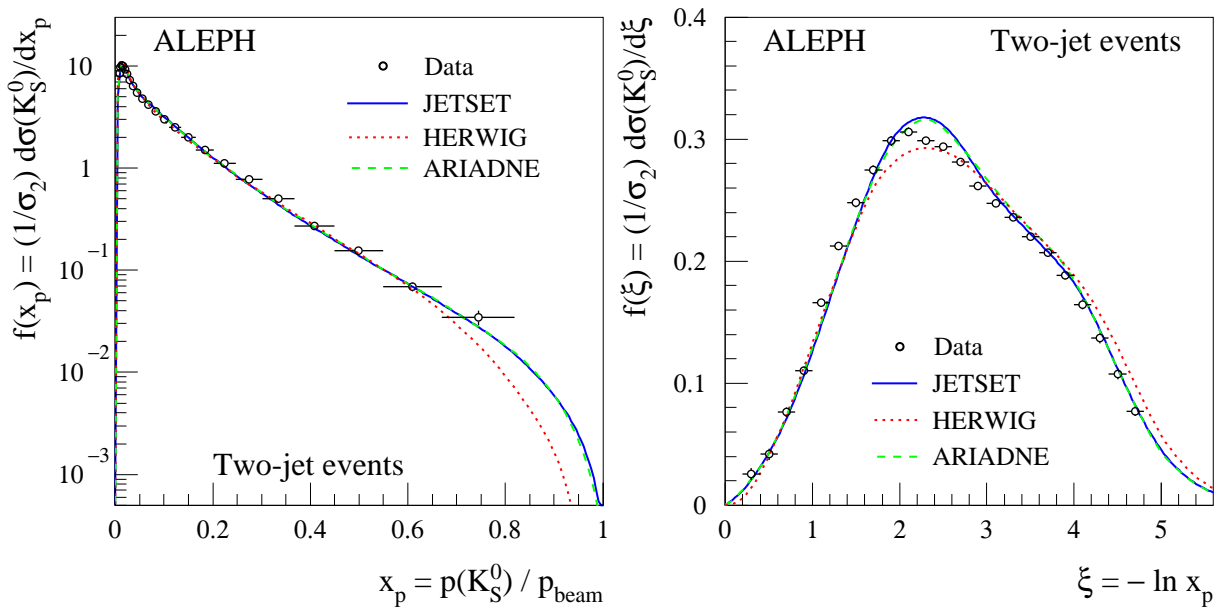 f(x_p) = (1/σ_2) dσ(K_S^0)/dx_p
ALEPH
Data
JETSET
HERWIG
ARIADNE
Two-jet events
10
1
10^−1
10^−2
10^−3
0 0.2 0.4 0.6 0.8 1
x_p = p(K_S^0) / p_beam
f(ξ) = (1/σ_2) dσ(K_S^0)/dξ
ALEPH Two-jet events
Data
JETSET
HERWIG
ARIADNE
0.4
0.3
0.2
0.1
0
0 1 2 3 4 5
ξ = − ln x_p